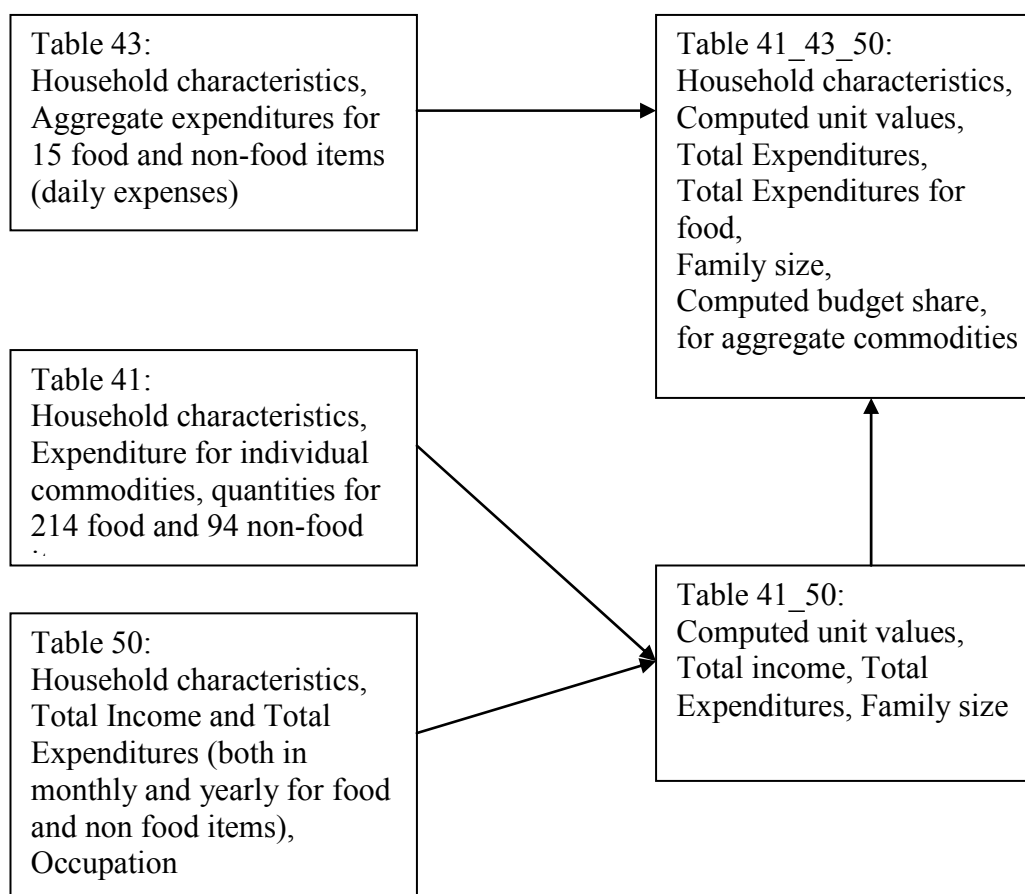 Table 43:
Household characteristics,
Aggregate expenditures for
15 food and non-food items
(daily expenses)
Table 41_43_50:
Household characteristics,
Computed unit values,
Total Expenditures,
Total Expenditures for
food,
Family size,
Computed budget share,
for aggregate commodities
Table 41:
Household characteristics,
Expenditure for individual
commodities, quantities for
214 food and 94 non-food
Table 50:
Household characteristics,
Total Income and Total
Expenditures (both in
monthly and yearly for food
and non food items),
Occupation
Table 41_50:
Computed unit values,
Total income, Total
Expenditures, Family size